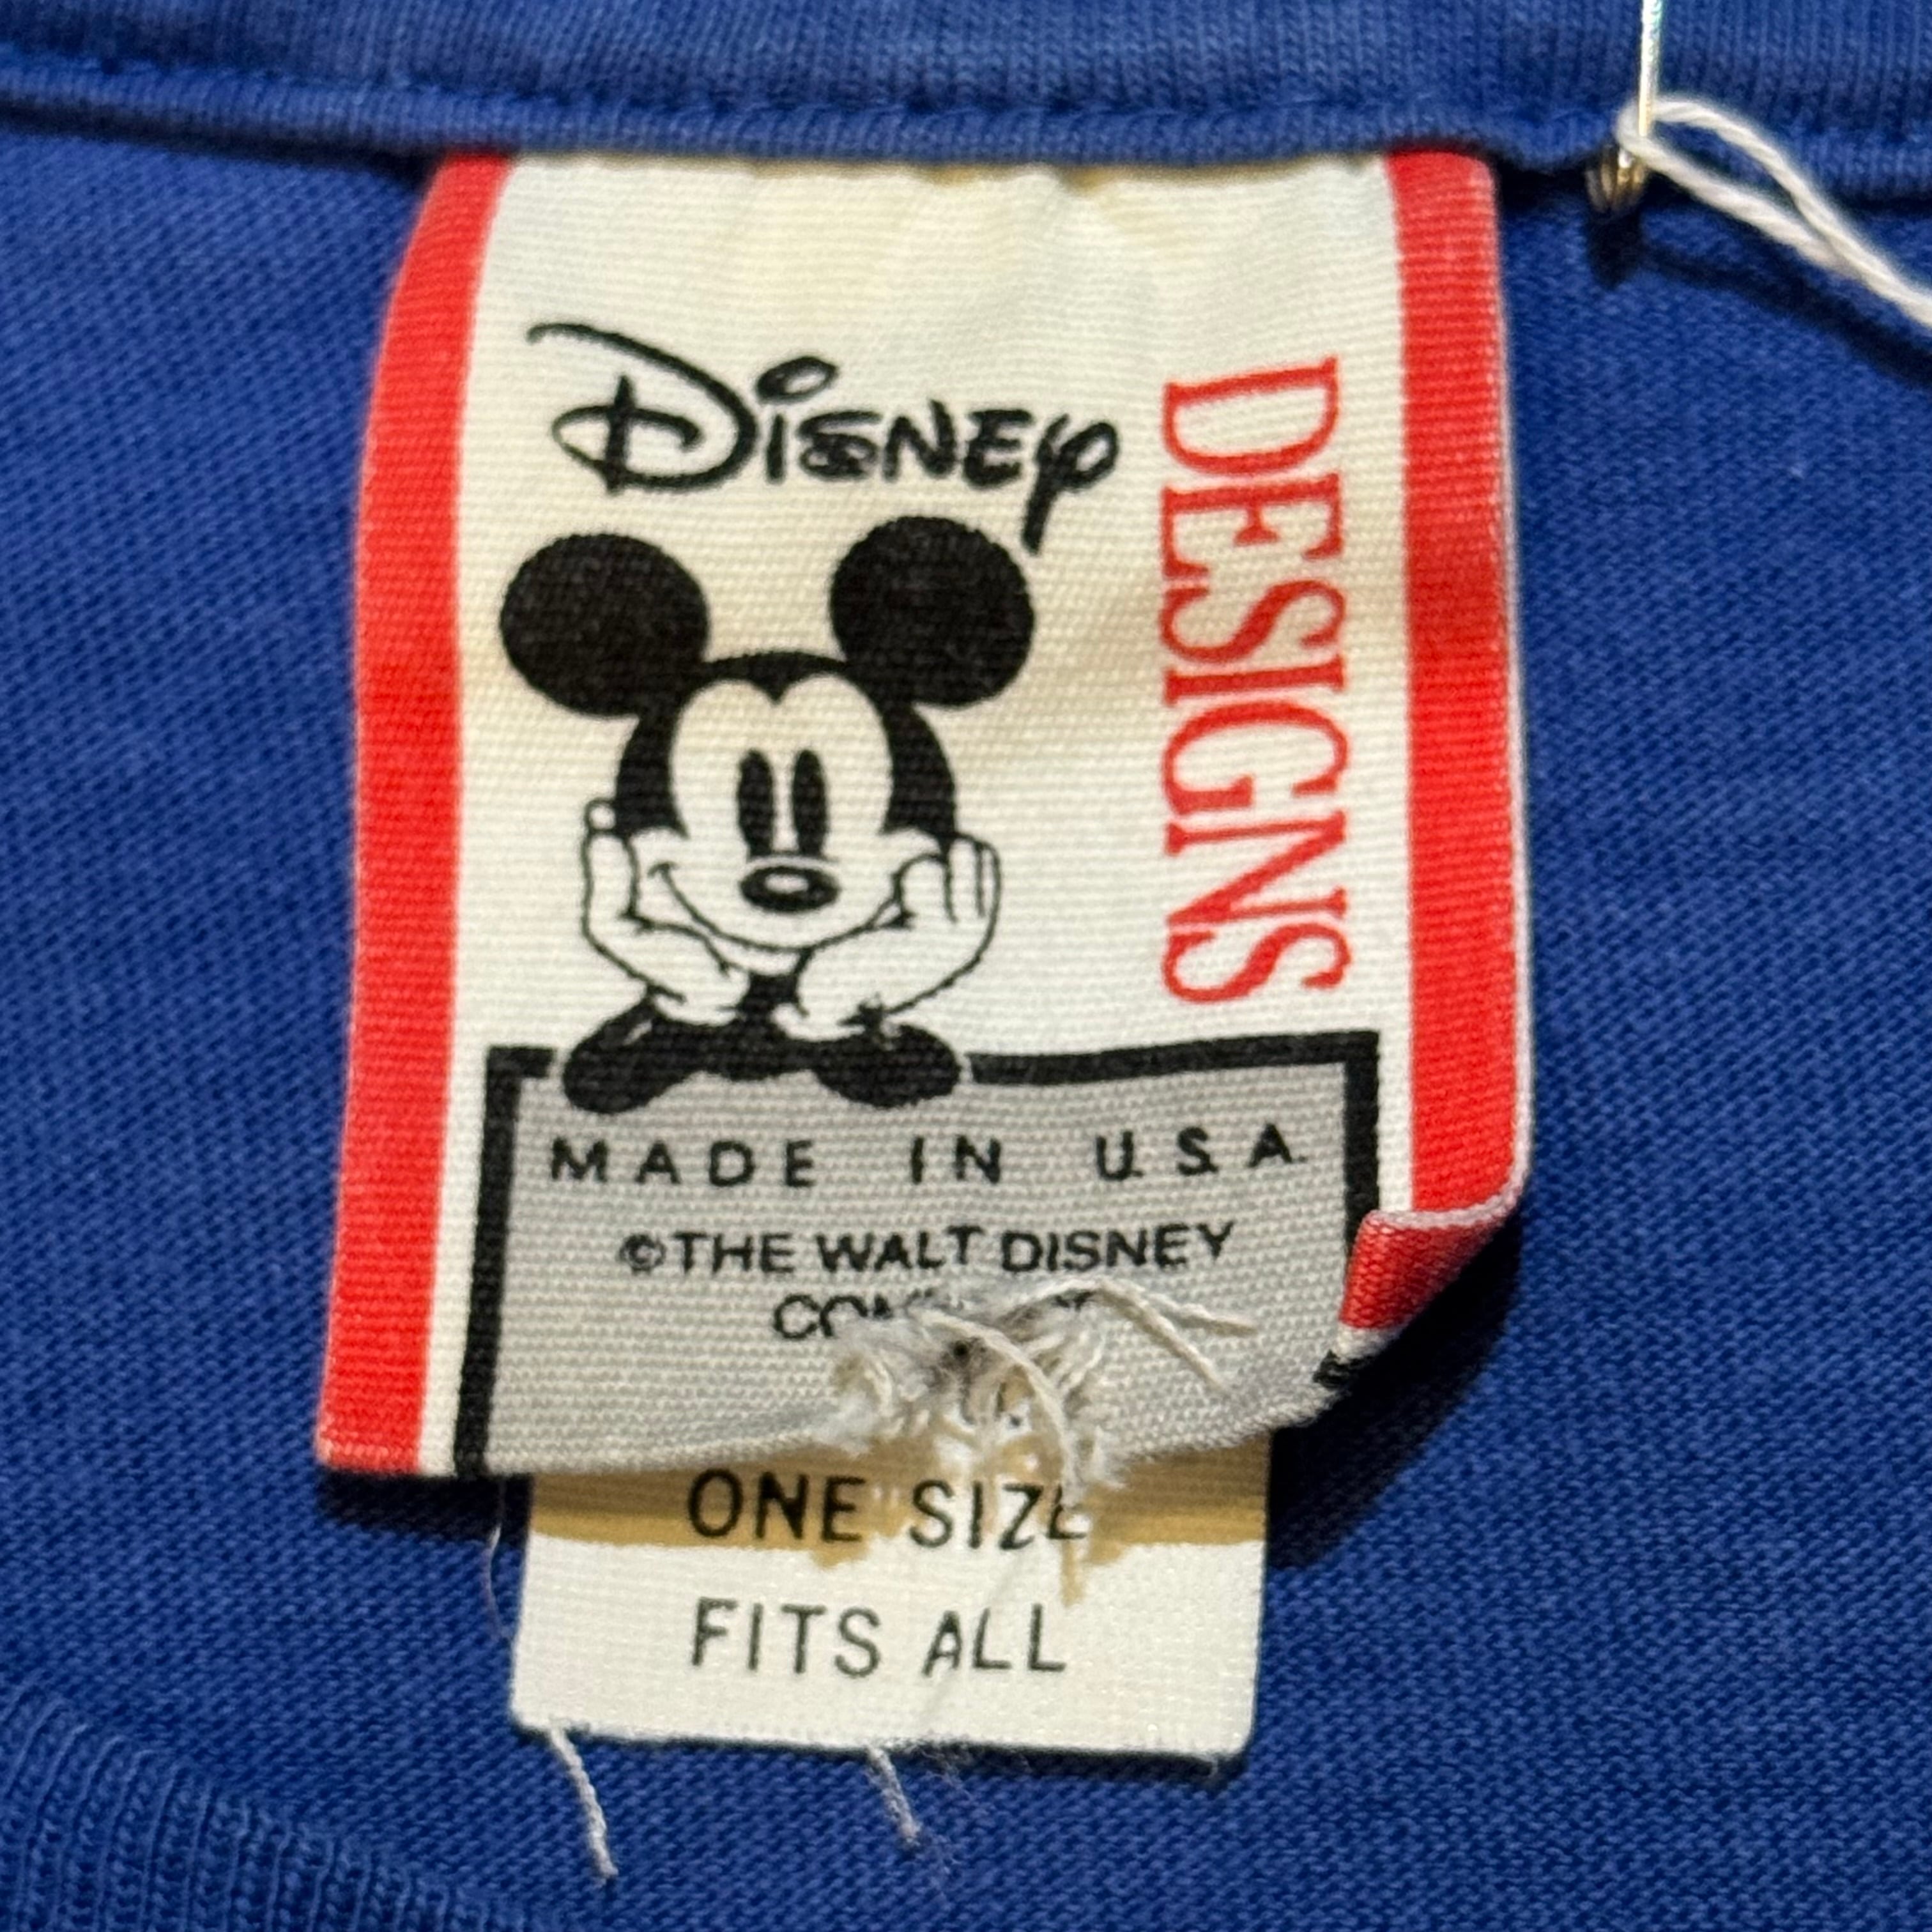 DISNEY
DESIGNS
MADE IN U.S.A.
©THE WALT DISNEY
ONE SIZE
FITS ALL